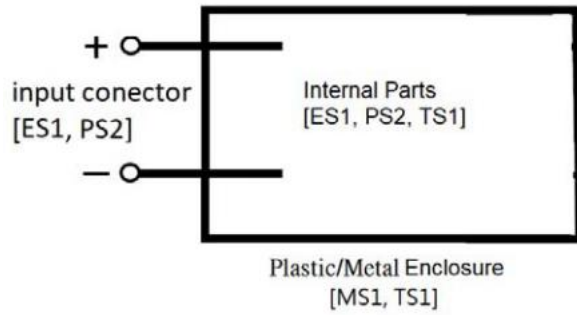 +
input conector
[ES1, PS2]
−
Internal Parts
[ES1, PS2, TS1]
Plastic/Metal Enclosure
[MS1, TS1]